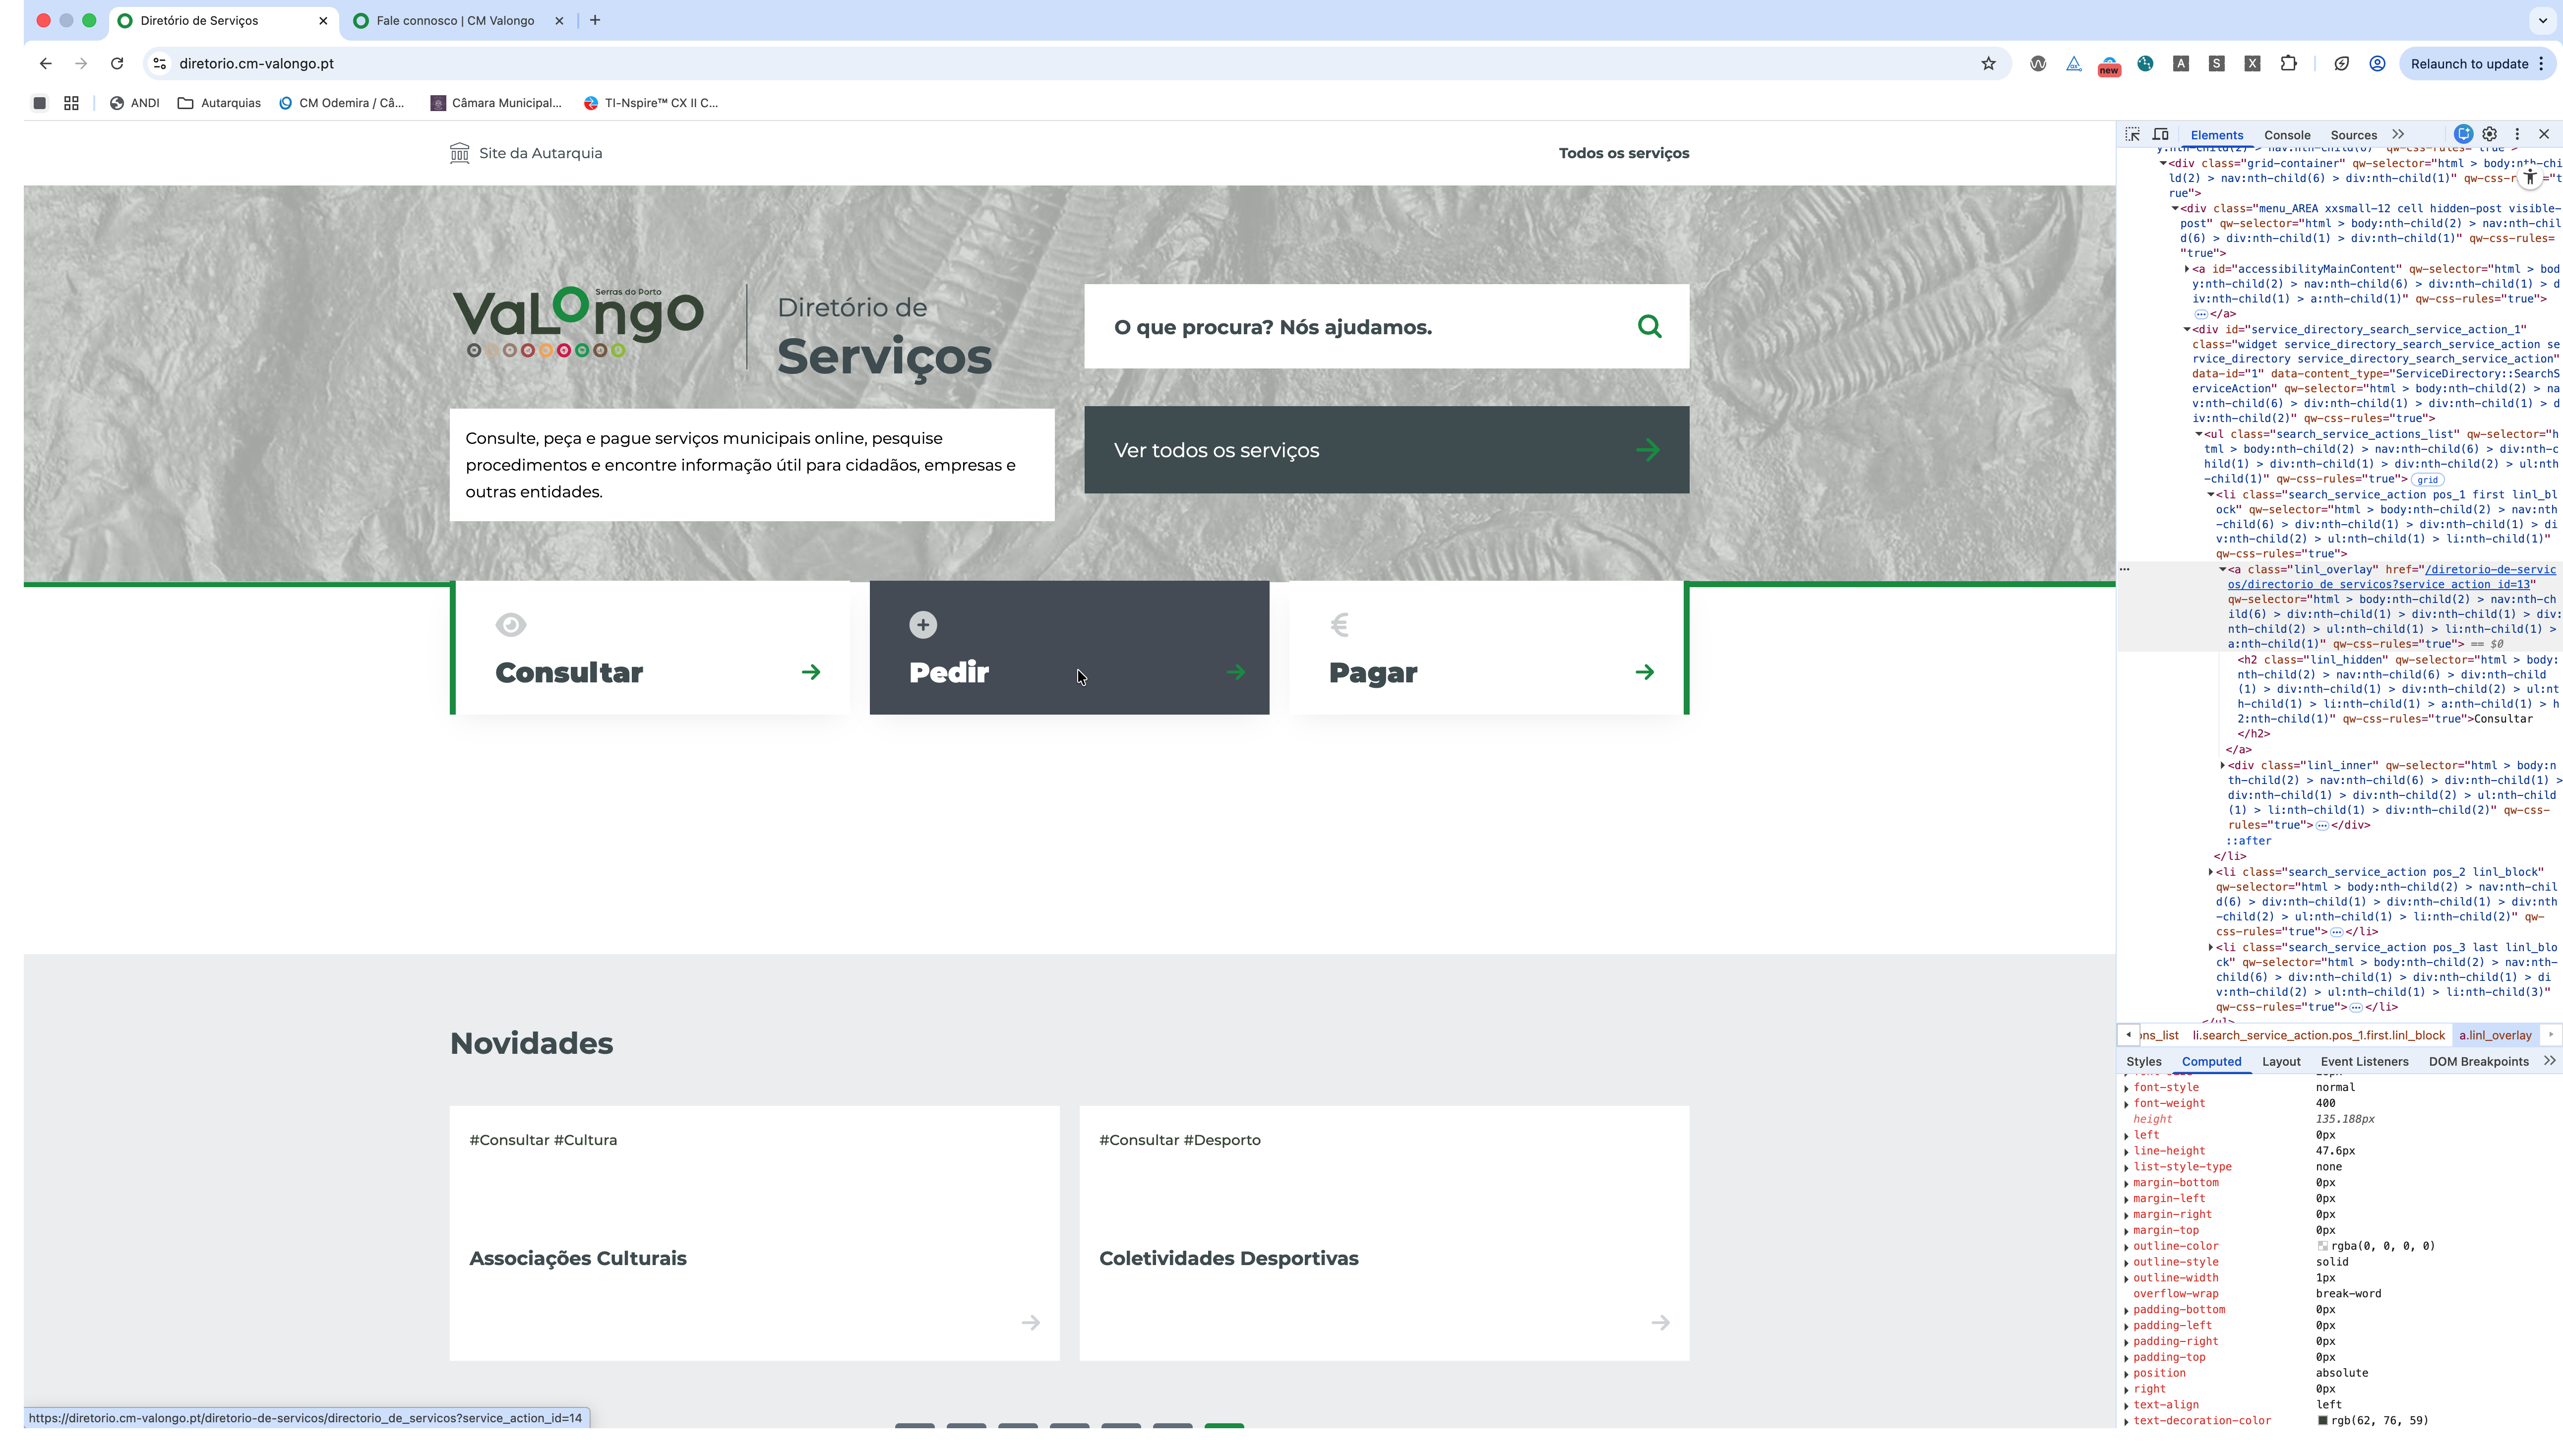 Diretório de Serviços
Fale connosco | CM Valongo
diretorio.cm-valongo.pt
new
A
S
X
Relaunch to update
ANDI
Autarquias
CM Odemira / Câ...
Câmara Municipal...
TI-Nspire™ CX II C...
Site da Autarquia
Todos os serviços
Serras do Porto
VaLOngo
Diretório de
Serviços
O que procura? Nós ajudamos.
Ver todos os serviços
Consulte, peça e pague serviços municipais online, pesquise
procedimentos e encontre informação útil para cidadãos, empresas e
outras entidades.
Consultar
Pedir
Pagar
Novidades
#Consultar #Cultura
Associações Culturais
#Consultar #Desporto
Coletividades Desportivas
https://diretorio.cm-valongo.pt/diretorio-de-servicos/directorio_de_servicos?service_action_id=14
Elements
Console
Sources
<div class="grid-container" qw-selector="html > body:nth-chi
ld(2) > nav:nth-child(6) > div:nth-child(1)" qw-css-r ="t
rue">
<div class="menu_AREA xxsmall-12 cell hidden-post visible-
post" qw-selector="html > body:nth-child(2) > nav:nth-chil
d(6) > div:nth-child(1) > div:nth-child(1)" qw-css-rules=
"true">
<a id="accessibilityMainContent" qw-selector="html > bod
y:nth-child(2) > nav:nth-child(6) > div:nth-child(1) > d
iv:nth-child(1) > a:nth-child(1)" qw-css-rules="true">
</a>
<div id="service_directory_search_service_action_1"
class="widget service_directory_search_service_action se
rvice_directory service_directory_search_service_action"
data-id="1" data-content_type="ServiceDirectory::SearchS
erviceAction" qw-selector="html > body:nth-child(2) > na
v:nth-child(6) > div:nth-child(1) > div:nth-child(1) > d
iv:nth-child(2)" qw-css-rules="true">
<ul class="search_service_actions_list" qw-selector="h
tml > body:nth-child(2) > nav:nth-child(6) > div:nth-c
hild(1) > div:nth-child(1) > div:nth-child(2) > ul:nth
-child(1)" qw-css-rules="true"> grid
<li class="search_service_action pos_1 first linl_bl
ock" qw-selector="html > body:nth-child(2) > nav:nth
-child(6) > div:nth-child(1) > div:nth-child(1) > di
v:nth-child(2) > ul:nth-child(1) > li:nth-child(1)"
qw-css-rules="true">
<a class="linl_overlay" href="/diretorio-de-servic
os/directorio_de_servicos?service_action_id=13"
qw-selector="html > body:nth-child(2) > nav:nth-ch
ild(6) > div:nth-child(1) > div:nth-child(1) > div:
nth-child(2) > ul:nth-child(1) > li:nth-child(1) >
a:nth-child(1)" qw-css-rules="true"> == $0
<h2 class="linl_hidden" qw-selector="html > body:
nth-child(2) > nav:nth-child(6) > div:nth-child
(1) > div:nth-child(1) > div:nth-child(2) > ul:nt
h-child(1) > li:nth-child(1) > a:nth-child(1) > h
2:nth-child(1)" qw-css-rules="true">Consultar
</h2>
</a>
<div class="linl_inner" qw-selector="html > body:n
th-child(2) > nav:nth-child(6) > div:nth-child(1) >
div:nth-child(1) > div:nth-child(2) > ul:nth-child
(1) > li:nth-child(1) > div:nth-child(2)" qw-css-
rules="true"></div>
::after
</li>
<li class="search_service_action pos_2 linl_block"
qw-selector="html > body:nth-child(2) > nav:nth-chil
d(6) > div:nth-child(1) > div:nth-child(1) > div:nth
-child(2) > ul:nth-child(1) > li:nth-child(2)" qw-
css-rules="true"></li>
<li class="search_service_action pos_3 last linl_blo
ck" qw-selector="html > body:nth-child(2) > nav:nth-
child(6) > div:nth-child(1) > div:nth-child(1) > di
v:nth-child(2) > ul:nth-child(1) > li:nth-child(3)"
qw-css-rules="true"></li>
ons_list
li.search_service_action.pos_1.first.linl_block
a.linl_overlay
Styles
Computed
Layout
Event Listeners
DOM Breakpoints
font-style normal
font-weight 400
height 135.188px
left 0px
line-height 47.6px
list-style-type none
margin-bottom 0px
margin-left 0px
margin-right 0px
margin-top 0px
outline-color rgba(0, 0, 0, 0)
outline-style solid
outline-width 1px
overflow-wrap break-word
padding-bottom 0px
padding-left 0px
padding-right 0px
padding-top 0px
position absolute
right 0px
text-align left
text-decoration-color rgb(62, 76, 59)